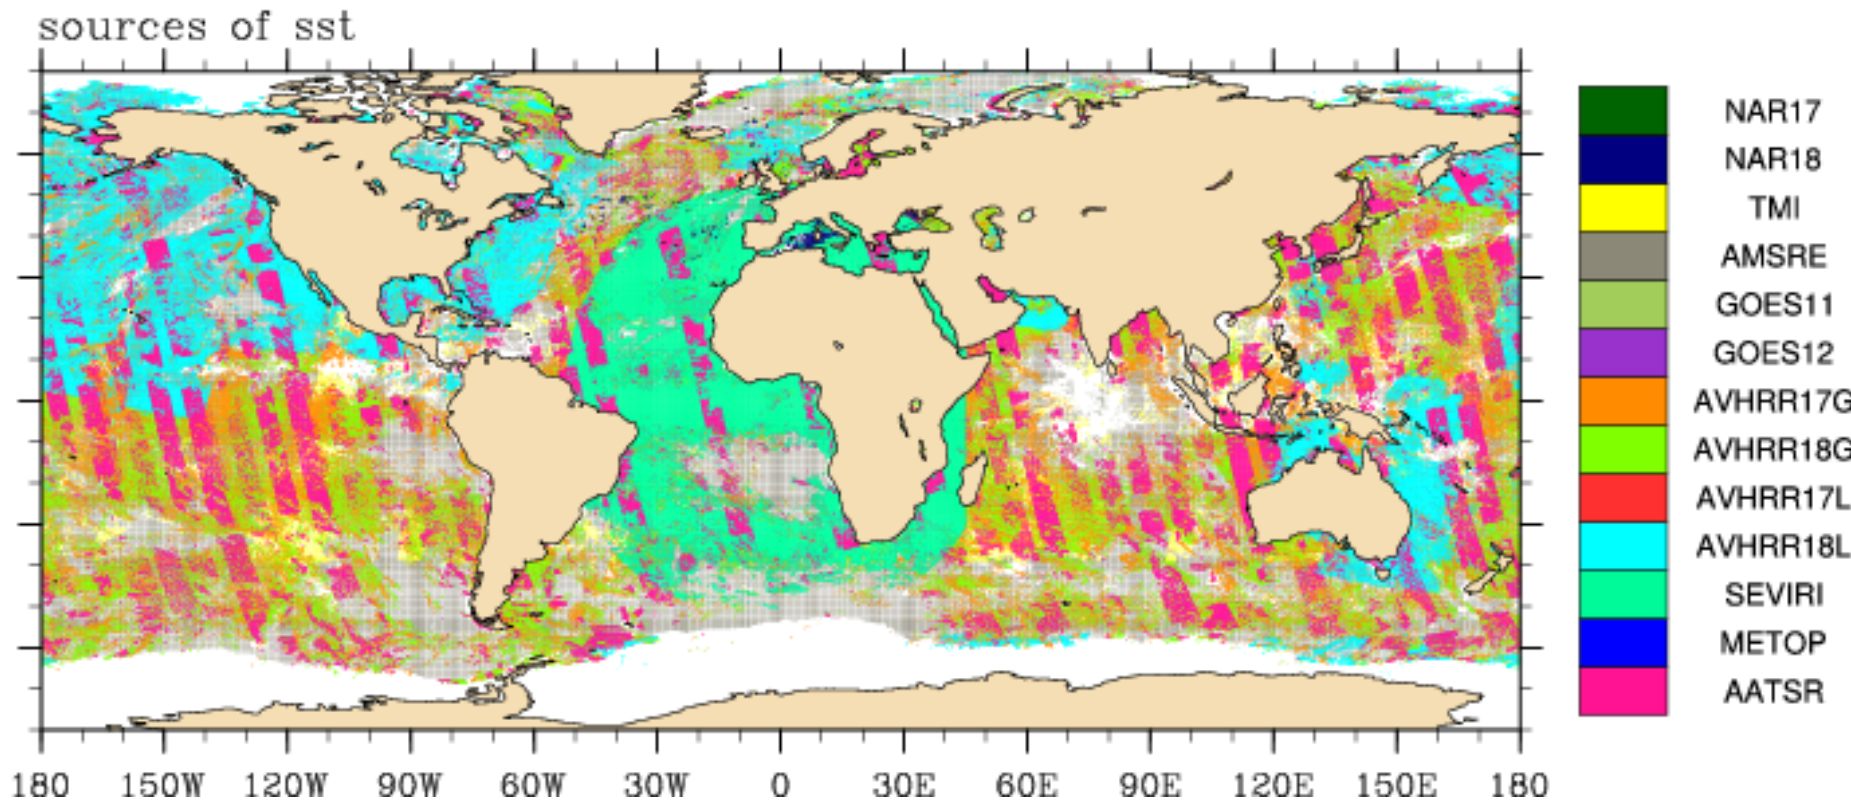 sources of sst
NAR17
NAR18
TMI
AMSRE
GOES11
GOES12
AVHRR17G
AVHRR18G
AVHRR17L
AVHRR18L
SEVIRI
METOP
AATSR
180 150W 120W 90W 60W 30W 0 30E 60E 90E 120E 150E 180